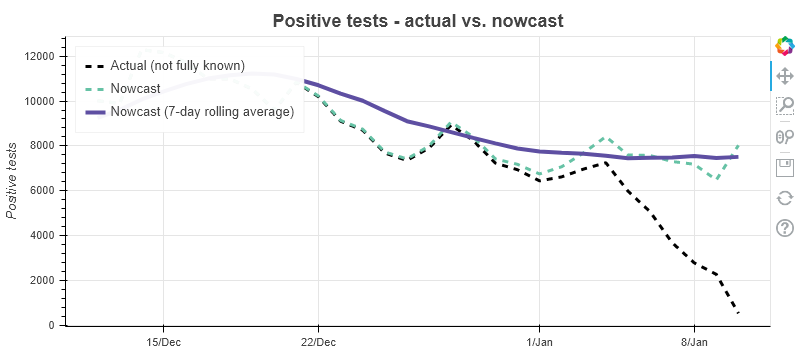 Positive tests - actual vs. nowcast
12000
10000
8000
6000
4000
2000
0
Positive tests
Actual (not fully known)
Nowcast
Nowcast (7-day rolling average)
15/Dec
22/Dec
1/Jan
8/Jan
?